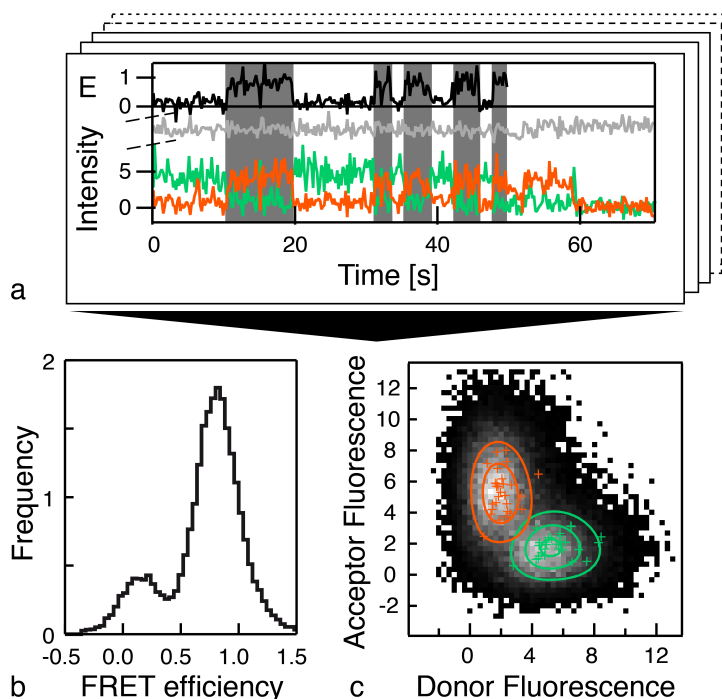 E
1
0
Intensity
5
0
0 20 40 60
Time [s]
a
2
1
0
Frequency
-0.5 0.0 0.5 1.0 1.5
b FRET efficiency
12
10
8
6
4
2
0
-2
Acceptor Fluorescence
0 4 8 12
c Donor Fluorescence